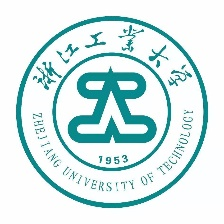 浙江工业大学
1953
ZHEJIANG UNIVERSITY OF TECHNOLOGY